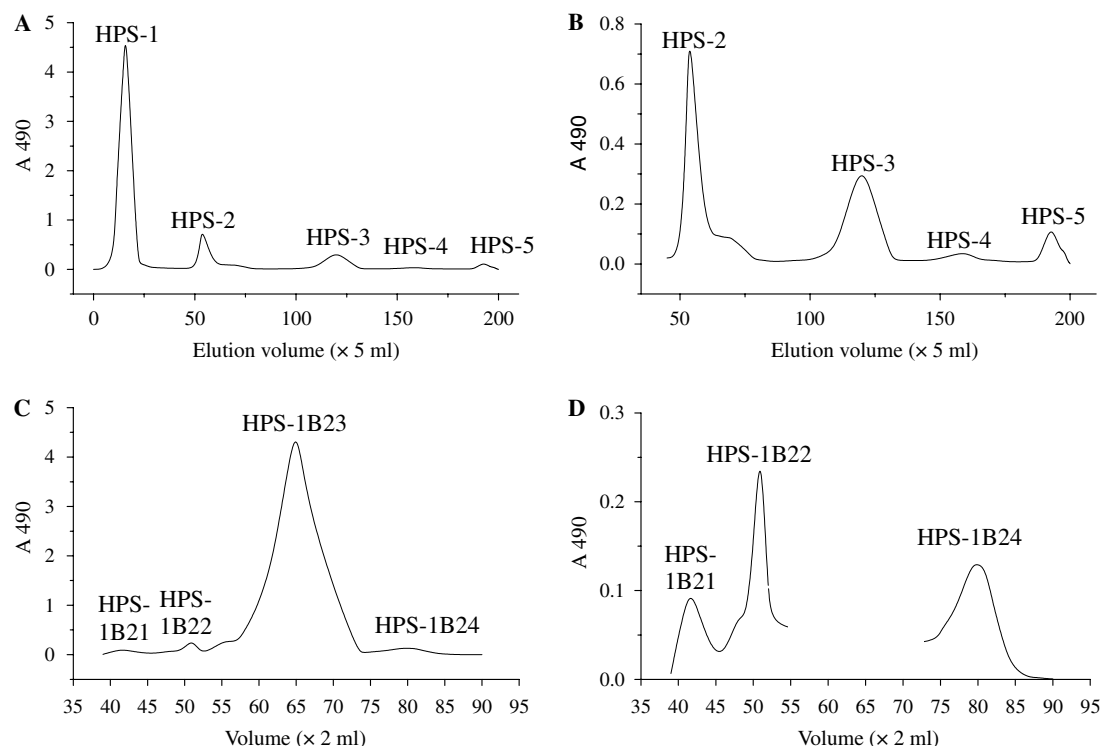 A
HPS-1
HPS-2
HPS-3
HPS-4
HPS-5
5
4
3
2
1
0
A 490
0
50
100
150
200
Elution volume (× 5 ml)
B
HPS-2
HPS-3
HPS-4
HPS-5
0.8
0.6
0.4
0.2
0.0
A 490
50
100
150
200
Elution volume (× 5 ml)
C
HPS-1B23
HPS-
1B21
HPS-
1B22
HPS-1B24
5
4
3
2
1
0
A 490
35 40 45 50 55 60 65 70 75 80 85 90 95
Volume (× 2 ml)
D
HPS-1B22
HPS-
1B21
HPS-1B24
0.3
0.2
0.1
0.0
A 490
35 40 45 50 55 60 65 70 75 80 85 90 95
Volume (× 2 ml)